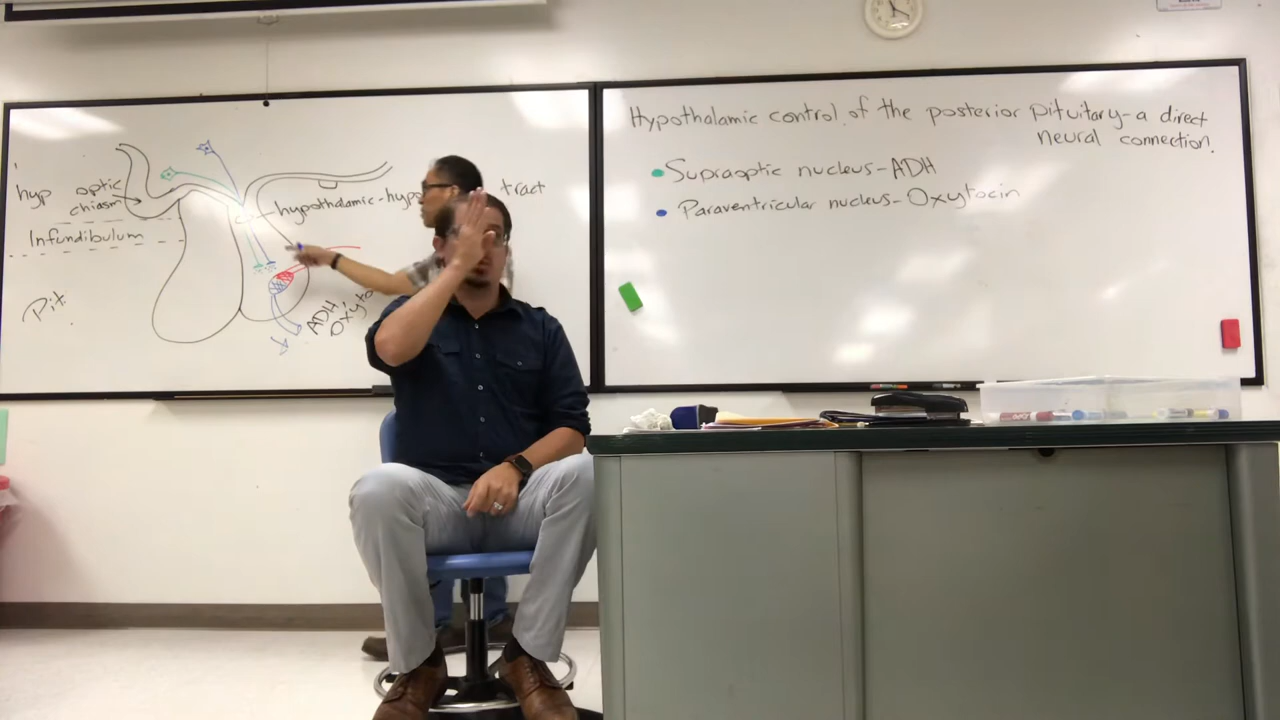 hyp
optic
chiasm
Infundibulum
Pit.
hypothalamic-hypo
tract
ADH,
Oxyto
Hypothalamic control of the posterior pituitary-a direct
neural connection.
Supraoptic nucleus-ADH
Paraventricular nucleus-Oxytocin